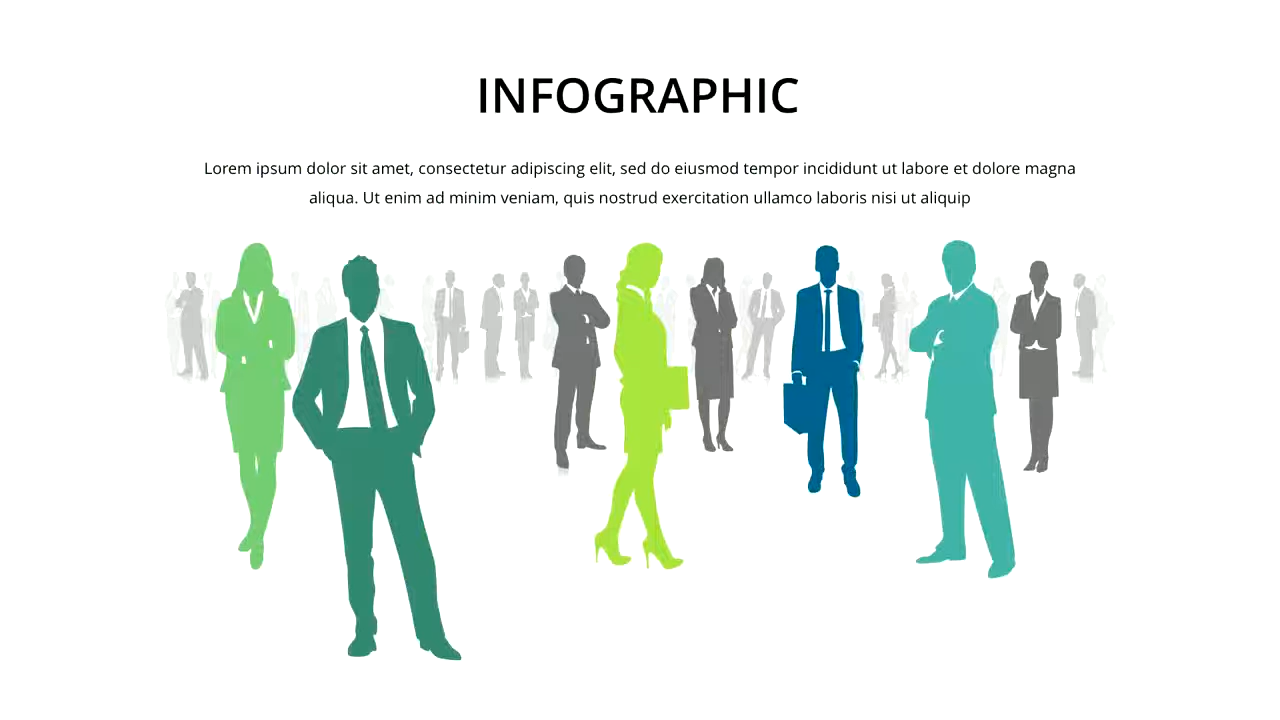 INFOGRAPHIC
Lorem ipsum dolor sit amet, consectetur adipiscing elit, sed do eiusmod tempor incididunt ut labore et dolore magna
aliqua. Ut enim ad minim veniam, quis nostrud exercitation ullamco laboris nisi ut aliquip